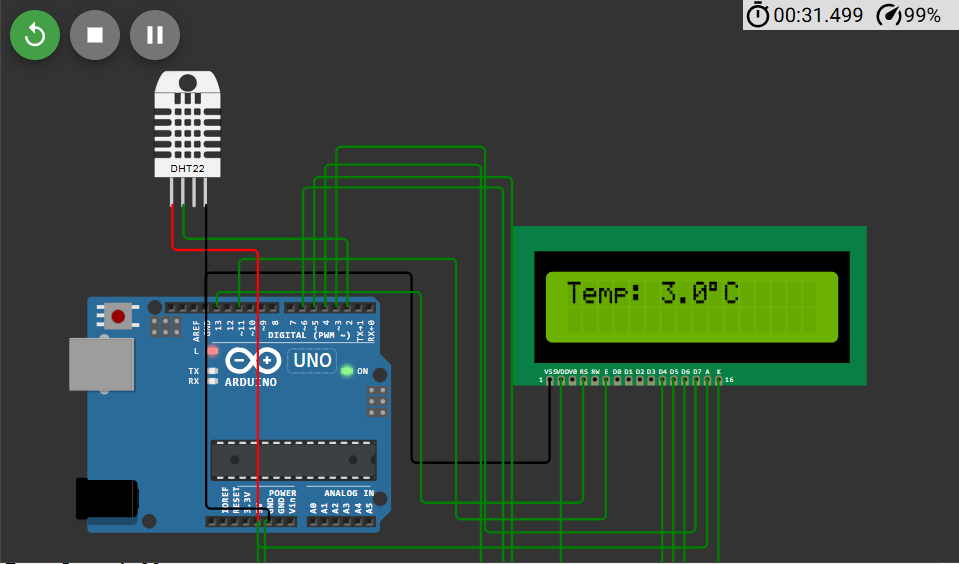 00:31.499 99%
DHT22
Temp: 3.0°C
AREF
GND
13
12
~11
~10
~9
8
7
~6
~5
4
~3
2
TX→1
RX←0
DIGITAL (PWM ~)
L
TX
RX
UNO
ON
ARDUINO
1 VSS VDD V0 RS RW E D0 D1 D2 D3 D4 D5 D6 D7 A K 16
POWER
ANALOG IN
IOREF
RESET
3.3V
5V
GND
GND
Vin
A0
A1
A2
A3
A4
A5